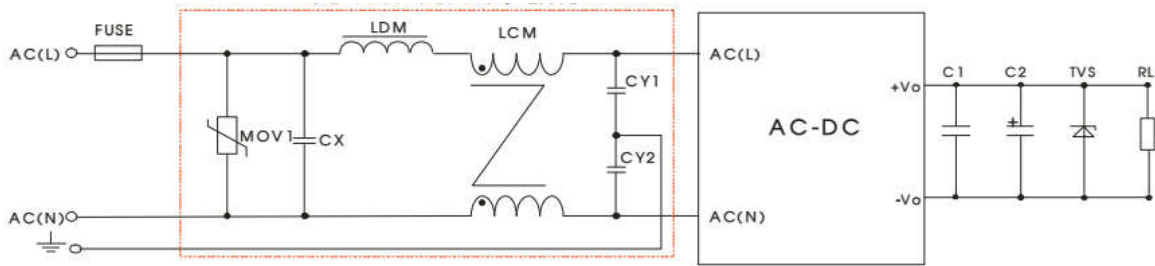 FUSE
LDM
LCM
AC(L)
AC(L)
MOV1
CX
CY1
CY2
AC-DC
+Vo
C1
C2
TVS
RL
+
AC(N)
AC(N)
-Vo